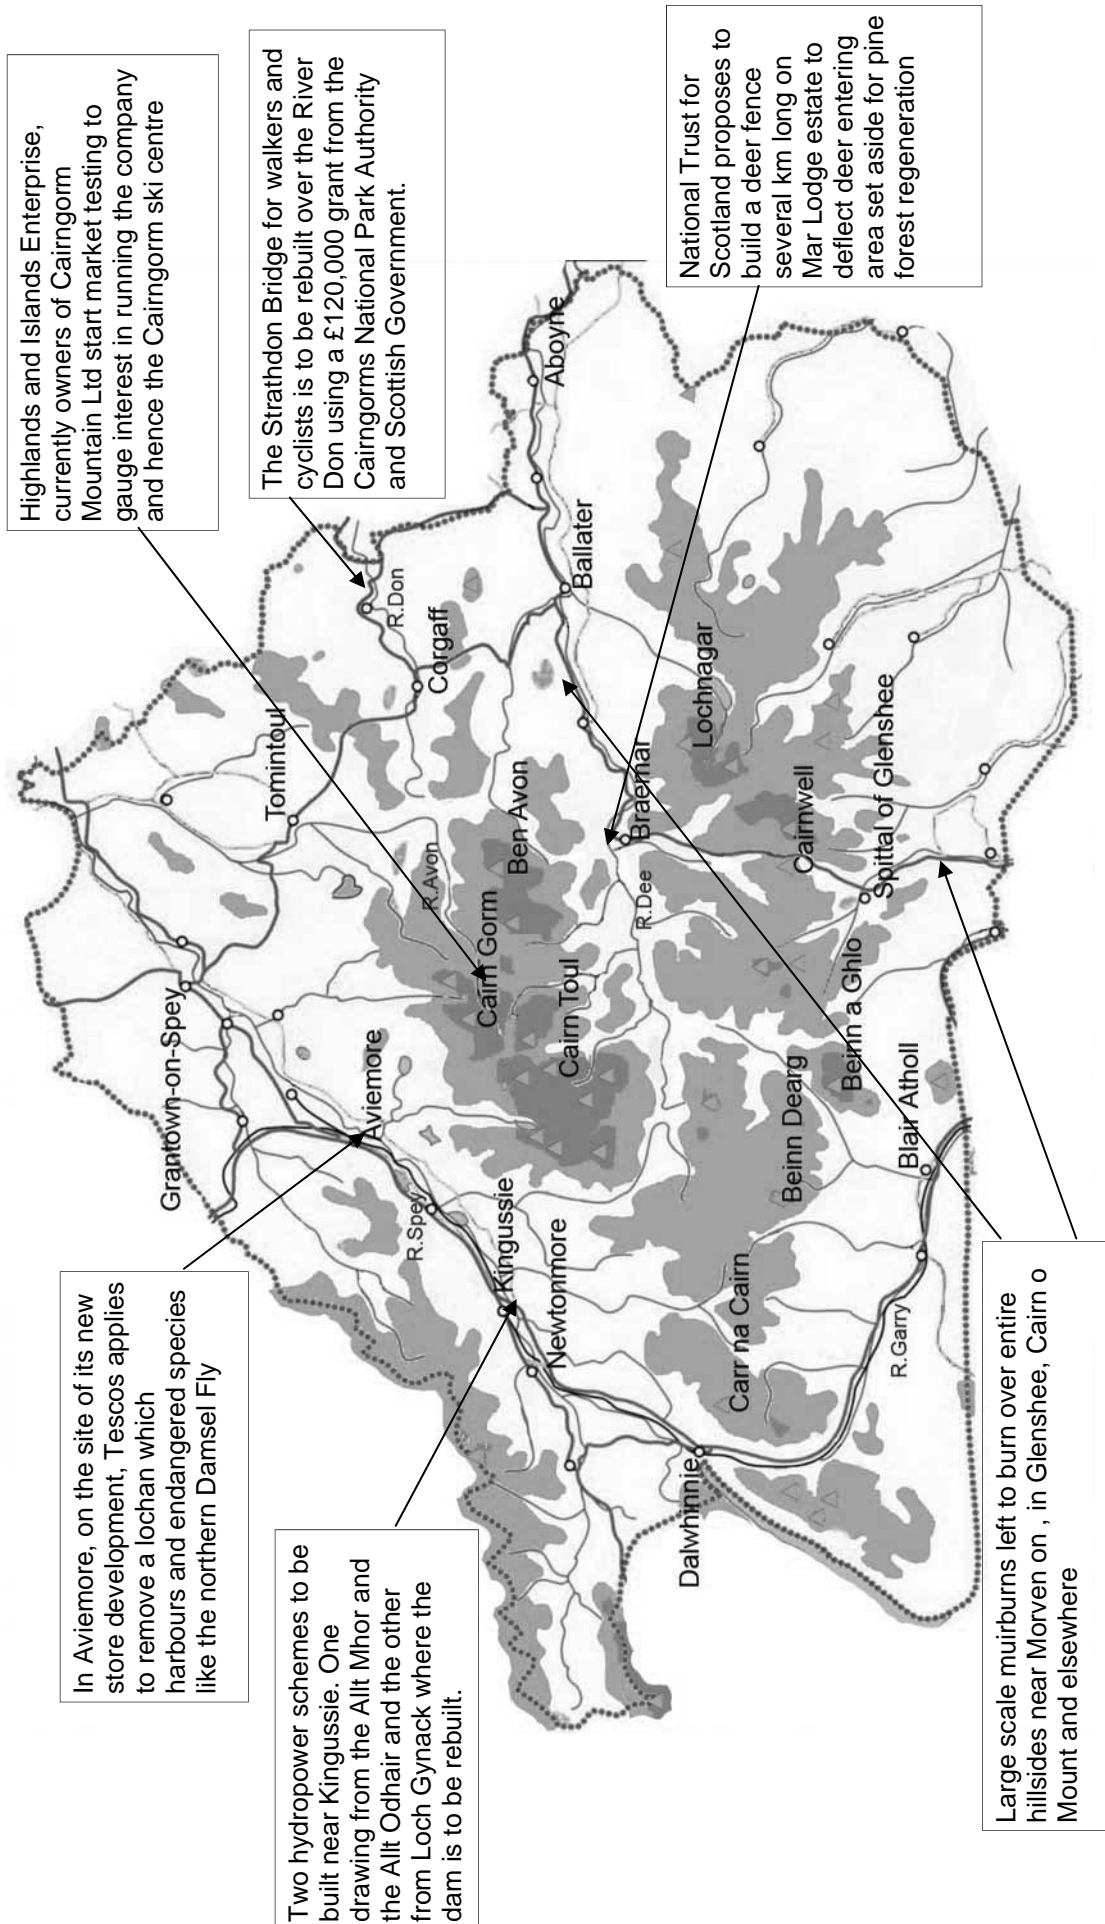 Highlands and Islands Enterprise,
currently owners of Cairngorm
Mountain Ltd start market testing to
gauge interest in running the company
and hence the Cairngorm ski centre
The Strathdon Bridge for walkers and
cyclists is to be rebuilt over the River
Don using a £120,000 grant from the
Cairngorms National Park Authority
and Scottish Government.
National Trust for
Scotland proposes to
build a deer fence
several km long on
Mar Lodge estate to
deflect deer entering
area set aside for pine
forest regeneration
In Aviemore, on the site of its new
store development, Tescos applies
to remove a lochan which
harbours and endangered species
like the northern Damsel Fly
Two hydropower schemes to be
built near Kingussie. One
drawing from the Allt Mhor and
the Allt Odhair and the other
from Loch Gynack where the
dam is to be rebuilt.
Large scale muirburns left to burn over entire
hillsides near Morven on , in Glenshee, Cairn o
Mount and elsewhere
Grantown-on-Spey
Tomintoul
Aviemore
R.Spey
Kingussie
Newtonmore
Dalwhinnie
R.Avon
Cairn Gorm
Ben Avon
Cairn Toul
Corgaff
R.Don
Ballater
Aboyne
Braemar
R.Dee
Lochnagar
Cairnwell
Spittal of Glenshee
Beinn a Ghlo
Beinn Dearg
Blair Atholl
Carr na Cairn
R.Garry